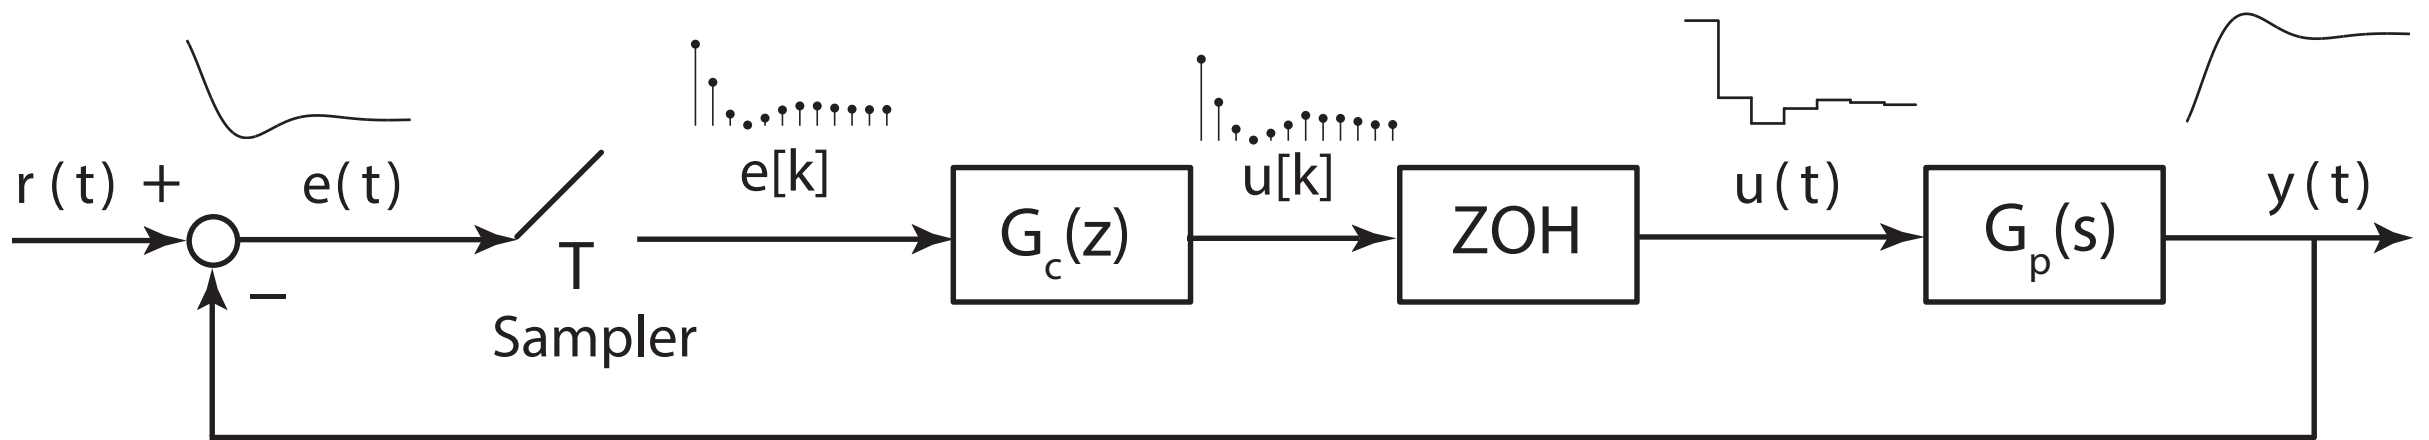 r(t) +
e(t)
e[k]
u[k]
u(t)
y(t)
−
T
Sampler
G_c(z)
ZOH
G_p(s)